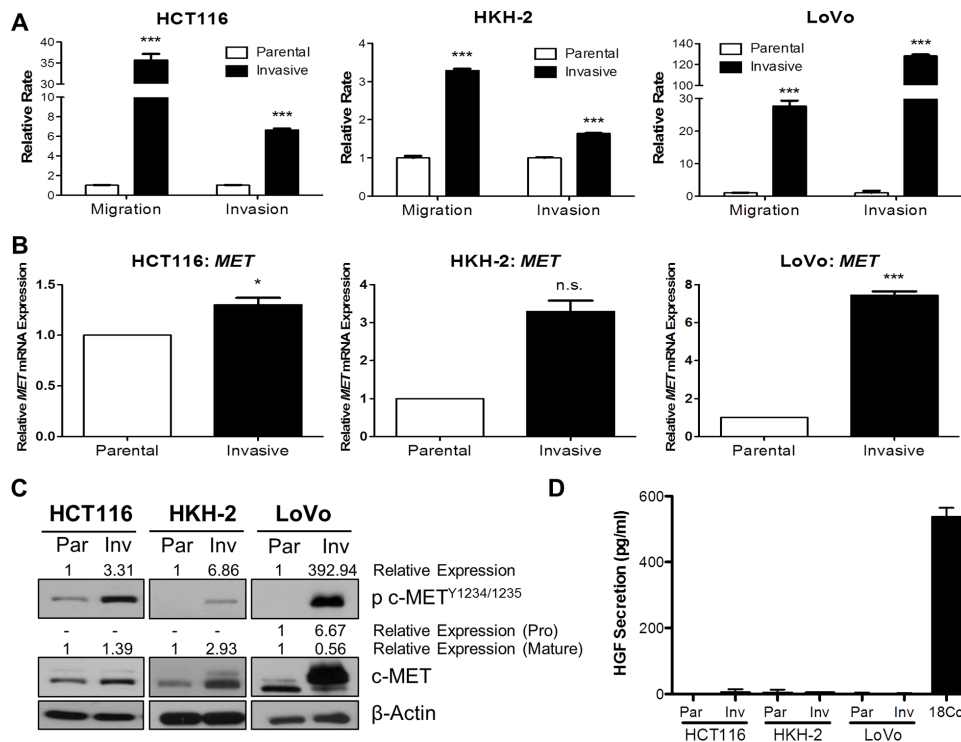 A
HCT116
HKH-2
LoVo
Relative Rate
40
35
30
10
8
6
4
2
0
Parental
Invasive
***
***
Migration
Invasion
Relative Rate
4
3
2
1
0
Parental
Invasive
***
***
Migration
Invasion
Relative Rate
140
120
100
30
20
10
0
Parental
Invasive
***
***
Migration
Invasion
B
HCT116: MET
Relative MET mRNA Expression
1.5
1.0
0.5
0.0
*
Parental
Invasive
HKH-2: MET
Relative MET mRNA Expression
4
3
2
1
0
n.s.
Parental
Invasive
LoVo: MET
Relative MET mRNA Expression
8
6
4
2
0
***
Parental
Invasive
C
HCT116 HKH-2 LoVo
Par Inv Par Inv Par Inv
1 3.31 1 6.86 1 392.94 Relative Expression
p c-MET^Y1234/1235
- - - - 1 6.67 Relative Expression (Pro)
1 1.39 1 2.93 1 0.56 Relative Expression (Mature)
c-MET
β-Actin
D
HGF Secretion (pg/ml)
600
400
200
0
Par Inv Par Inv Par Inv 18Co
HCT116 HKH-2 LoVo